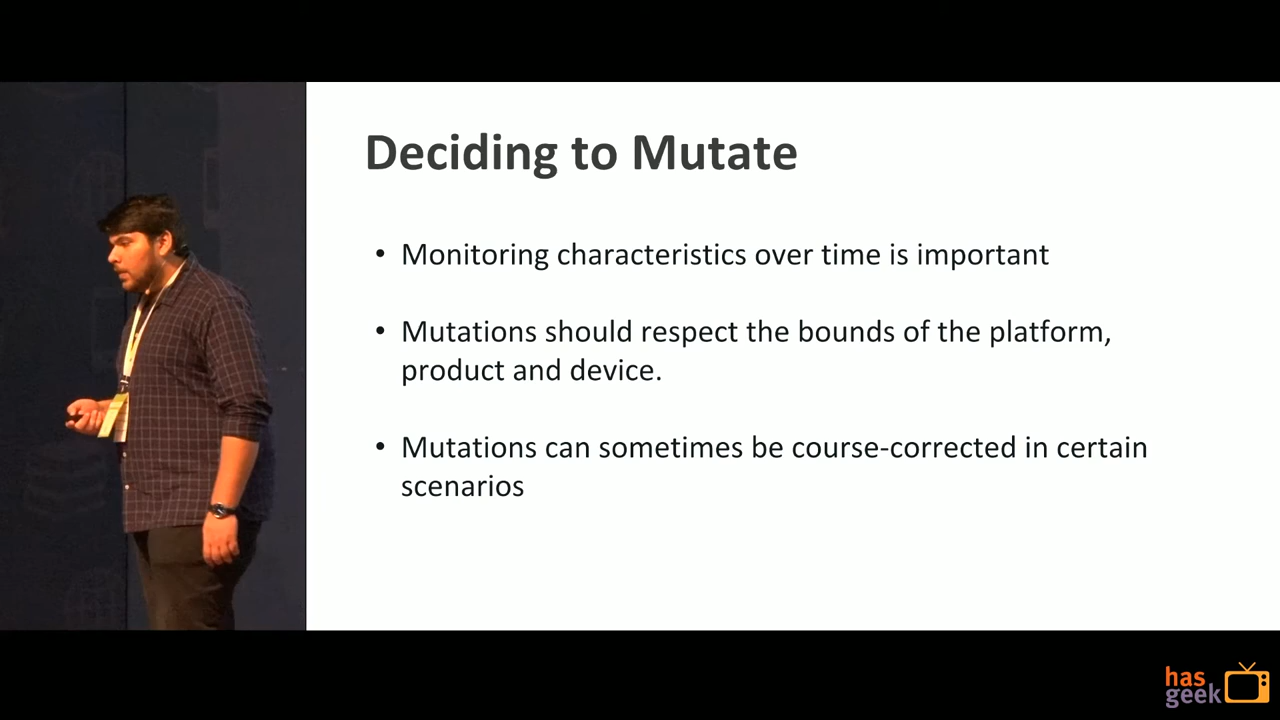 Deciding to Mutate
• Monitoring characteristics over time is important
• Mutations should respect the bounds of the platform,
product and device.
• Mutations can sometimes be course-corrected in certain
scenarios
has
geek